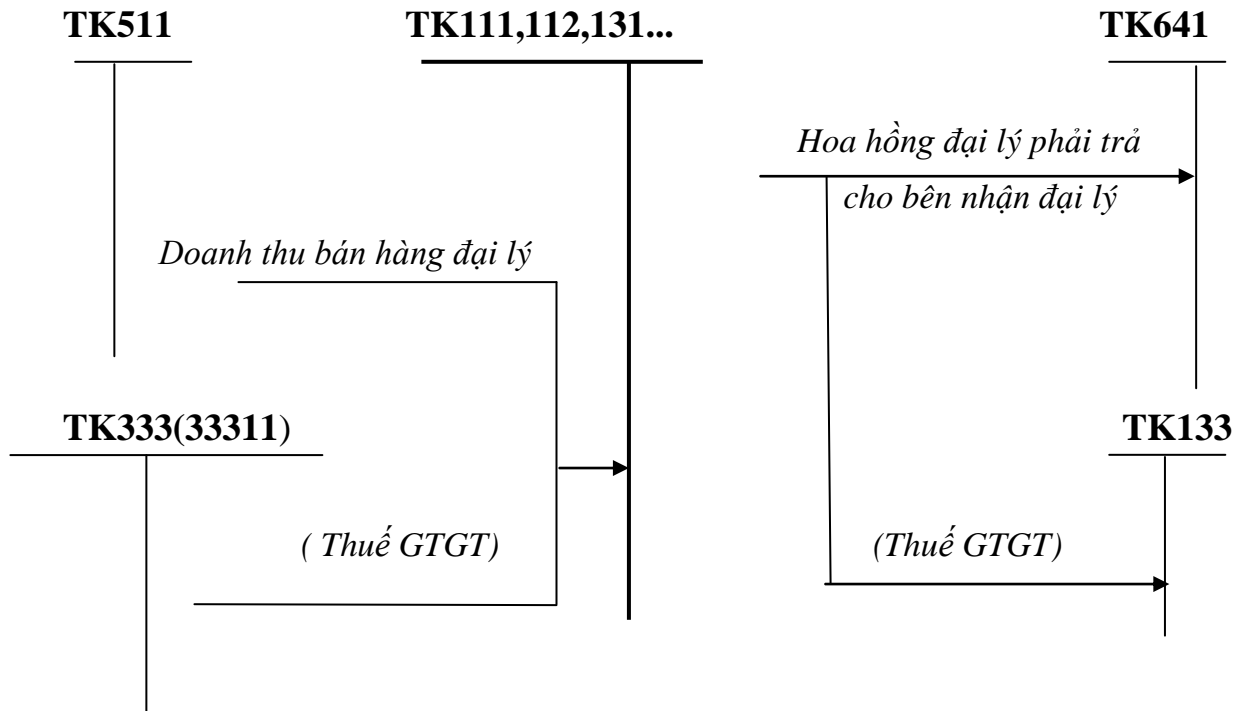 TK511 TK111,112,131... TK641
Hoa hồng đại lý phải trả
cho bên nhận đại lý
Doanh thu bán hàng đại lý
TK333(33311) TK133
( Thuế GTGT) (Thuế GTGT)